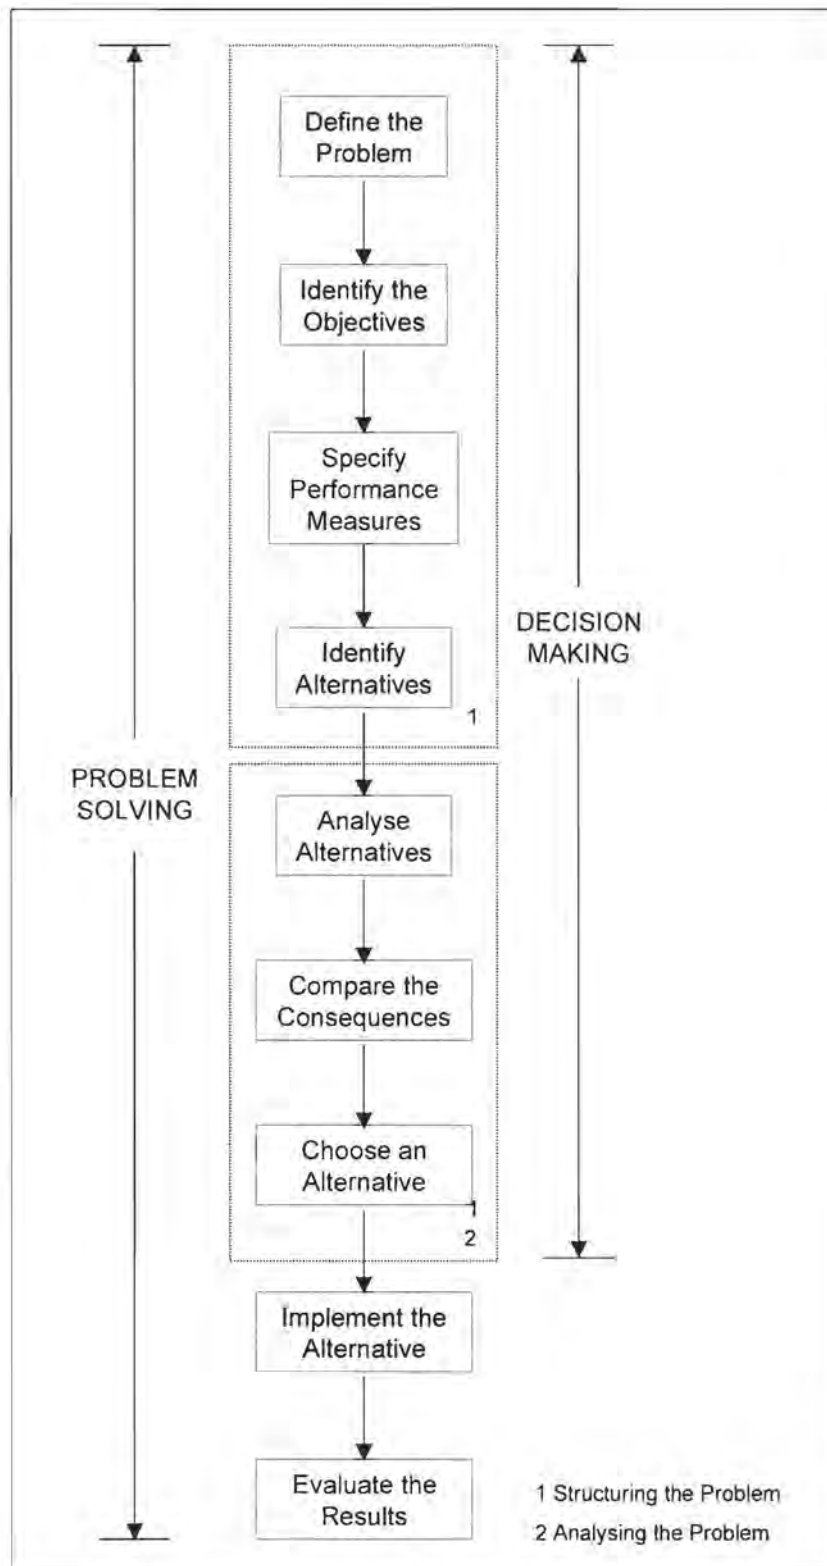 Define the
Problem
Identify the
Objectives
Specify
Performance
Measures
Identify
Alternatives
1
DECISION
MAKING
PROBLEM
SOLVING
Analyse
Alternatives
Compare the
Consequences
Choose an
Alternative
1
2
Implement the
Alternative
Evaluate the
Results
1 Structuring the Problem
2 Analysing the Problem